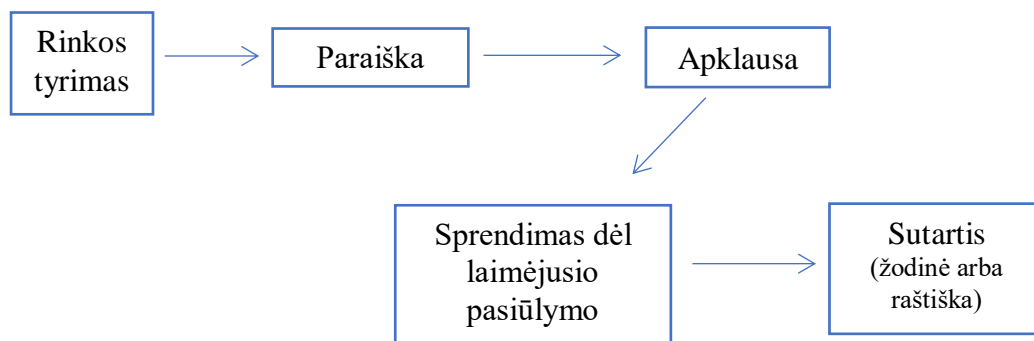 Rinkos
tyrimas
Paraiška
Apklausa
Sprendimas dėl
laimėjusio
pasiūlymo
Sutartis
(žodinė arba
raštiška)